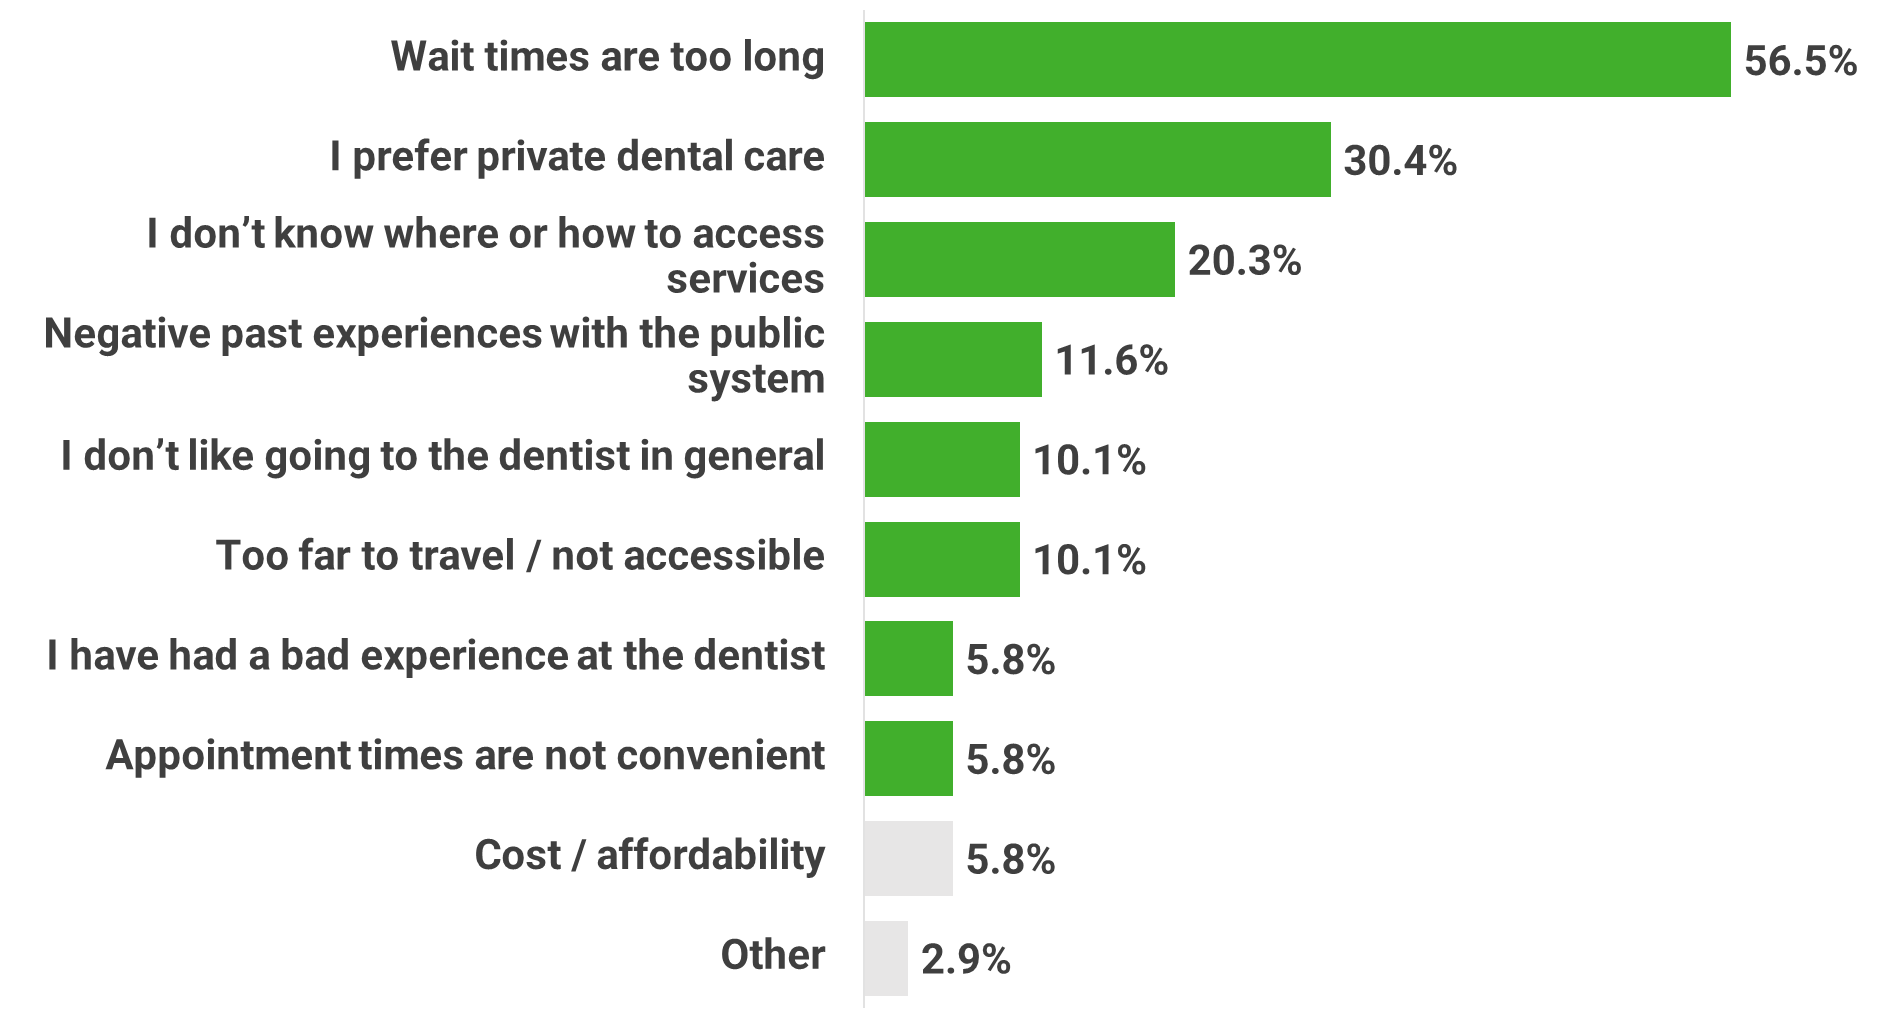 Wait times are too long
56.5%
I prefer private dental care
30.4%
I don’t know where or how to access
services
20.3%
Negative past experiences with the public
system
11.6%
I don’t like going to the dentist in general
10.1%
Too far to travel / not accessible
10.1%
I have had a bad experience at the dentist
5.8%
Appointment times are not convenient
5.8%
Cost / affordability
5.8%
Other
2.9%